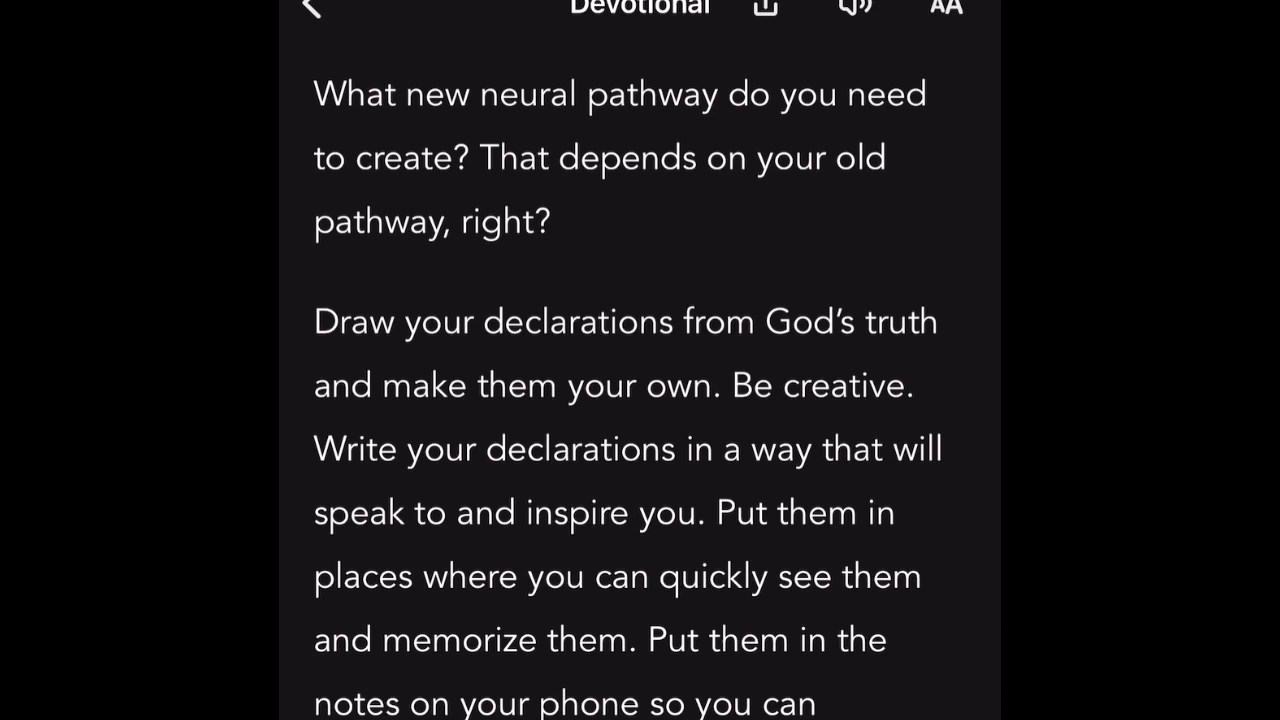 Devotional
AA
What new neural pathway do you need
to create? That depends on your old
pathway, right?
Draw your declarations from God’s truth
and make them your own. Be creative.
Write your declarations in a way that will
speak to and inspire you. Put them in
places where you can quickly see them
and memorize them. Put them in the
notes on your phone so you can